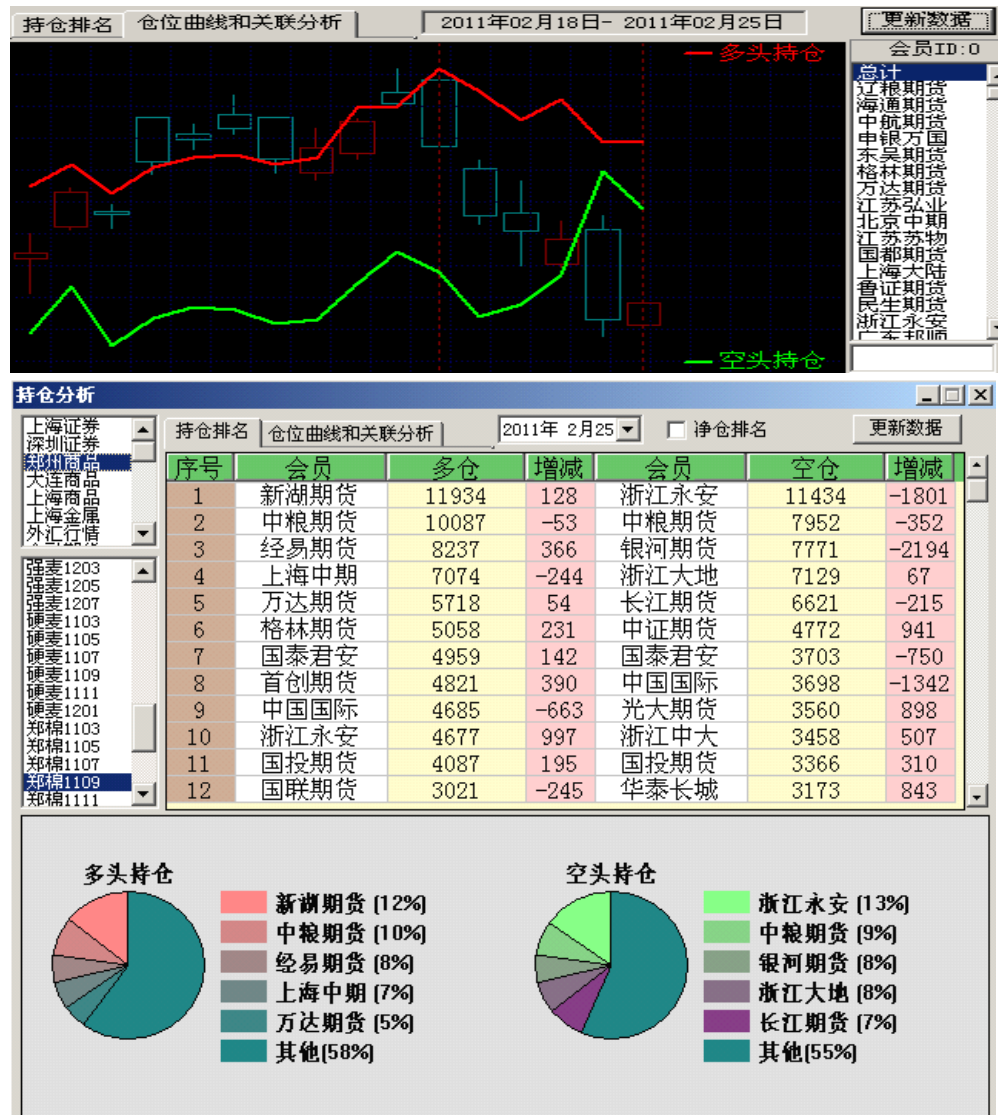 持仓排名 仓位曲线和关联分析 2011年02月18日- 2011年02月25日 更新数据
多头持仓
空头持仓
会员ID:0
总计
辽粮期货
海通期货
中航期货
申银万国
东吴期货
格林期货
万达期货
江苏弘业
北京中期
江苏苏物
国都期货
上海大陆
鲁证期货
民生期货
浙江永安
持仓分析
上海证券
深圳证券
郑州商品
大连商品
上海商品
上海金属
外汇行情
强麦1203
强麦1205
强麦1207
硬麦1103
硬麦1105
硬麦1107
硬麦1109
硬麦1111
硬麦1201
郑棉1103
郑棉1105
郑棉1107
郑棉1109
郑棉1111
持仓排名 仓位曲线和关联分析 2011年 2月25 净仓排名 更新数据
序号 会员 多仓 增减 会员 空仓 增减
1 新湖期货 11934 128 浙江永安 11434 -1801
2 中粮期货 10087 -53 中粮期货 7952 -352
3 经易期货 8237 366 银河期货 7771 -2194
4 上海中期 7074 -244 浙江大地 7129 67
5 万达期货 5718 54 长江期货 6621 -215
6 格林期货 5058 231 中证期货 4772 941
7 国泰君安 4959 142 国泰君安 3703 -750
8 首创期货 4821 390 中国国际 3698 -1342
9 中国国际 4685 -663 光大期货 3560 898
10 浙江永安 4677 997 浙江中大 3458 507
11 国投期货 4087 195 国投期货 3366 310
12 国联期货 3021 -245 华泰长城 3173 843
多头持仓
新湖期货 (12%)
中粮期货 (10%)
经易期货 (8%)
上海中期 (7%)
万达期货 (5%)
其他(58%)
空头持仓
浙江永安 (13%)
中粮期货 (9%)
银河期货 (8%)
浙江大地 (8%)
长江期货 (7%)
其他(55%)